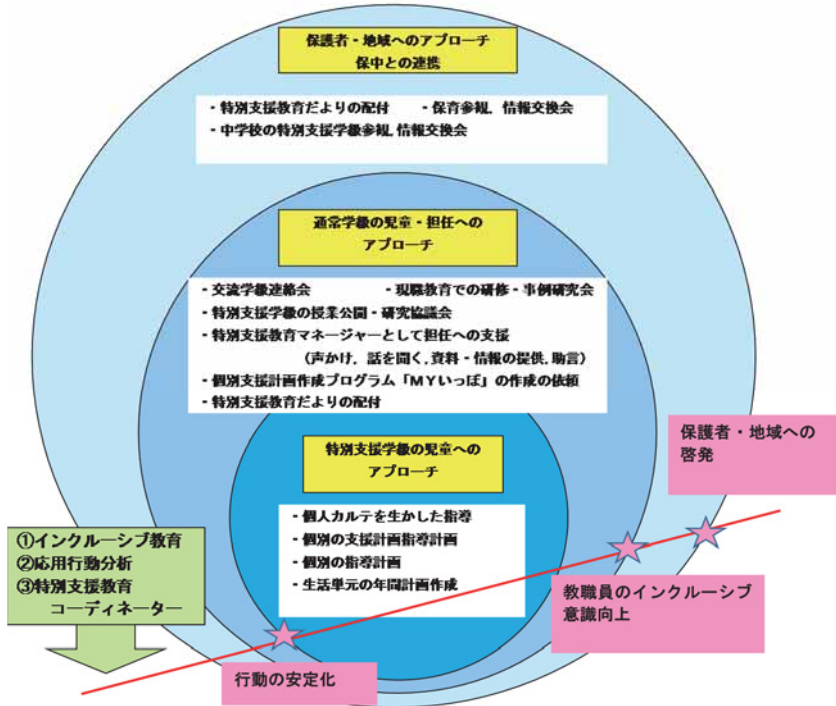 保護者・地域へのアプローチ
保中との連携
・特別支援教育だよりの配付　・保育参観，情報交換会
・中学校の特別支援学級参観，情報交換会
通常学級の児童・担任への
アプローチ
・交流学級連絡会　・現職教育での研修・事例研究会
・特別支援学級の授業公開・研究協議会
・特別支援教育マネージャーとして担任への支援
（声かけ，話を聞く，資料・情報の提供，助言）
・個別支援計画作成プログラム「ＭＹいっぽ」の作成の依頼
・特別支援教育だよりの配付
特別支援学級の児童への
アプローチ
・個人カルテを生かした指導
・個別の支援計画指導計画
・個別の指導計画
・生活単元の年間計画作成
①インクルーシブ教育
②応用行動分析
③特別支援教育
コーディネーター
保護者・地域への
啓発
教職員のインクルーシブ
意識向上
行動の安定化